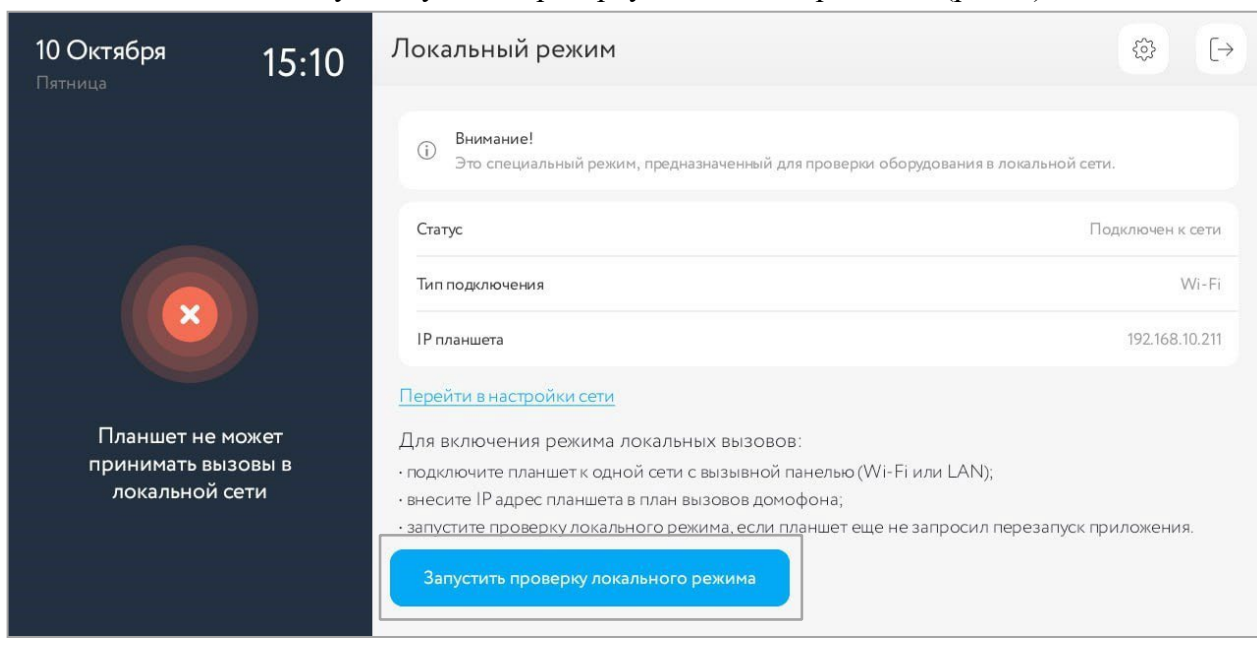 10 Октября
15:10
Пятница
Планшет не может
принимать вызовы в
локальной сети
Локальный режим
Внимание!
Это специальный режим, предназначенный для проверки оборудования в локальной сети.
Статус
Подключен к сети
Тип подключения
Wi-Fi
IP планшета
192.168.10.211
Перейти в настройки сети
Для включения режима локальных вызовов:
· подключите планшет к одной сети с вызывной панелью (Wi-Fi или LAN);
· внесите IP адрес планшета в план вызовов домофона;
· запустите проверку локального режима, если планшет еще не запросил перезапуск приложения.
Запустить проверку локального режима